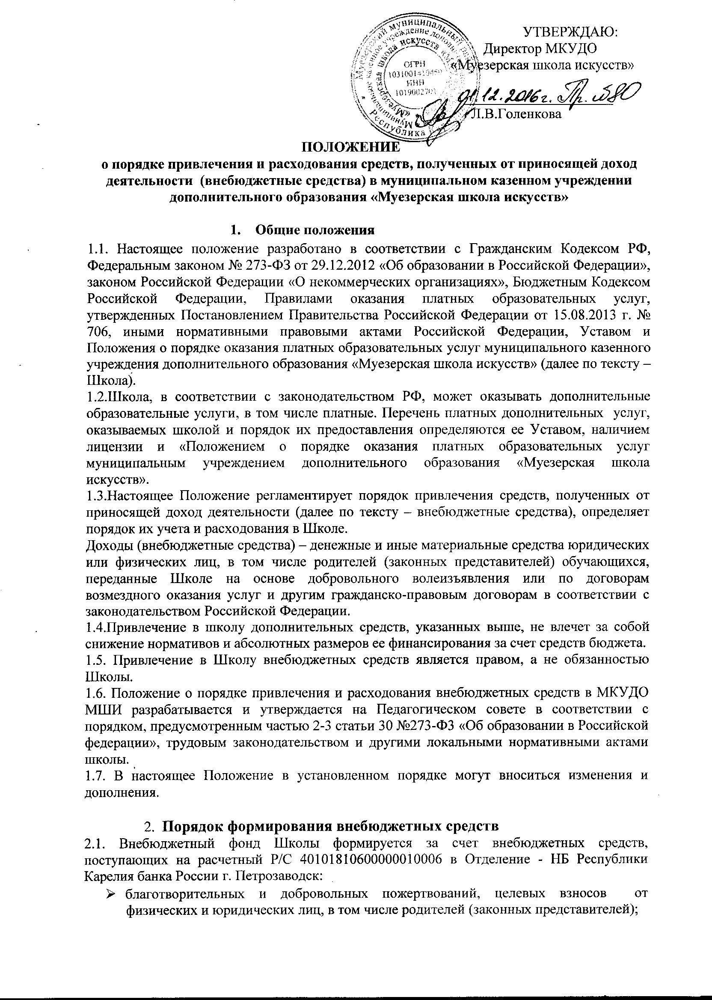 УТВЕРЖДАЮ:
Директор МКУДО
«Муезерская школа искусств»
01.12.2016г. Пр. №80
Л.В.Голенкова
ОГРН
ИНН
Республика
ПОЛОЖЕНИЕ
о порядке привлечения и расходования средств, полученных от приносящей доход
деятельности (внебюджетные средства) в муниципальном казенном учреждении
дополнительного образования «Муезерская школа искусств»
1. Общие положения
1.1. Настоящее положение разработано в соответствии с Гражданским Кодексом РФ,
Федеральным законом № 273-ФЗ от 29.12.2012 «Об образовании в Российской Федерации»,
законом Российской Федерации «О некоммерческих организациях», Бюджетным Кодексом
Российской Федерации, Правилами оказания платных образовательных услуг,
утвержденных Постановлением Правительства Российской Федерации от 15.08.2013 г. №
706, иными нормативными правовыми актами Российской Федерации, Уставом и
Положения о порядке оказания платных образовательных услуг муниципального казенного
учреждения дополнительного образования «Муезерская школа искусств» (далее по тексту –
Школа).
1.2.Школа, в соответствии с законодательством РФ, может оказывать дополнительные
образовательные услуги, в том числе платные. Перечень платных дополнительных услуг,
оказываемых школой и порядок их предоставления определяются ее Уставом, наличием
лицензии и «Положением о порядке оказания платных образовательных услуг
муниципальным учреждением дополнительного образования «Муезерская школа
искусств».
1.3.Настоящее Положение регламентирует порядок привлечения средств, полученных от
приносящей доход деятельности (далее по тексту – внебюджетные средства), определяет
порядок их учета и расходования в Школе.
Доходы (внебюджетные средства) – денежные и иные материальные средства юридических
или физических лиц, в том числе родителей (законных представителей) обучающихся,
переданные Школе на основе добровольного волеизъявления или по договорам
возмездного оказания услуг и другим гражданско-правовым договорам в соответствии с
законодательством Российской Федерации.
1.4.Привлечение в школу дополнительных средств, указанных выше, не влечет за собой
снижение нормативов и абсолютных размеров ее финансирования за счет средств бюджета.
1.5. Привлечение в Школу внебюджетных средств является правом, а не обязанностью
Школы.
1.6. Положение о порядке привлечения и расходования внебюджетных средств в МКУДО
МШИ разрабатывается и утверждается на Педагогическом совете в соответствии с
порядком, предусмотренным частью 2-3 статьи 30 №273-ФЗ «Об образовании в Российской
федерации», трудовым законодательством и другими локальными нормативными актами
школы.
1.7. В настоящее Положение в установленном порядке могут вноситься изменения и
дополнения.
2. Порядок формирования внебюджетных средств
2.1. Внебюджетный фонд Школы формируется за счет внебюджетных средств,
поступающих на расчетный Р/С 40101810600000010006 в Отделение - НБ Республики
Карелия банка России г. Петрозаводск:
➢ благотворительных и добровольных пожертвований, целевых взносов от
физических и юридических лиц, в том числе родителей (законных представителей);